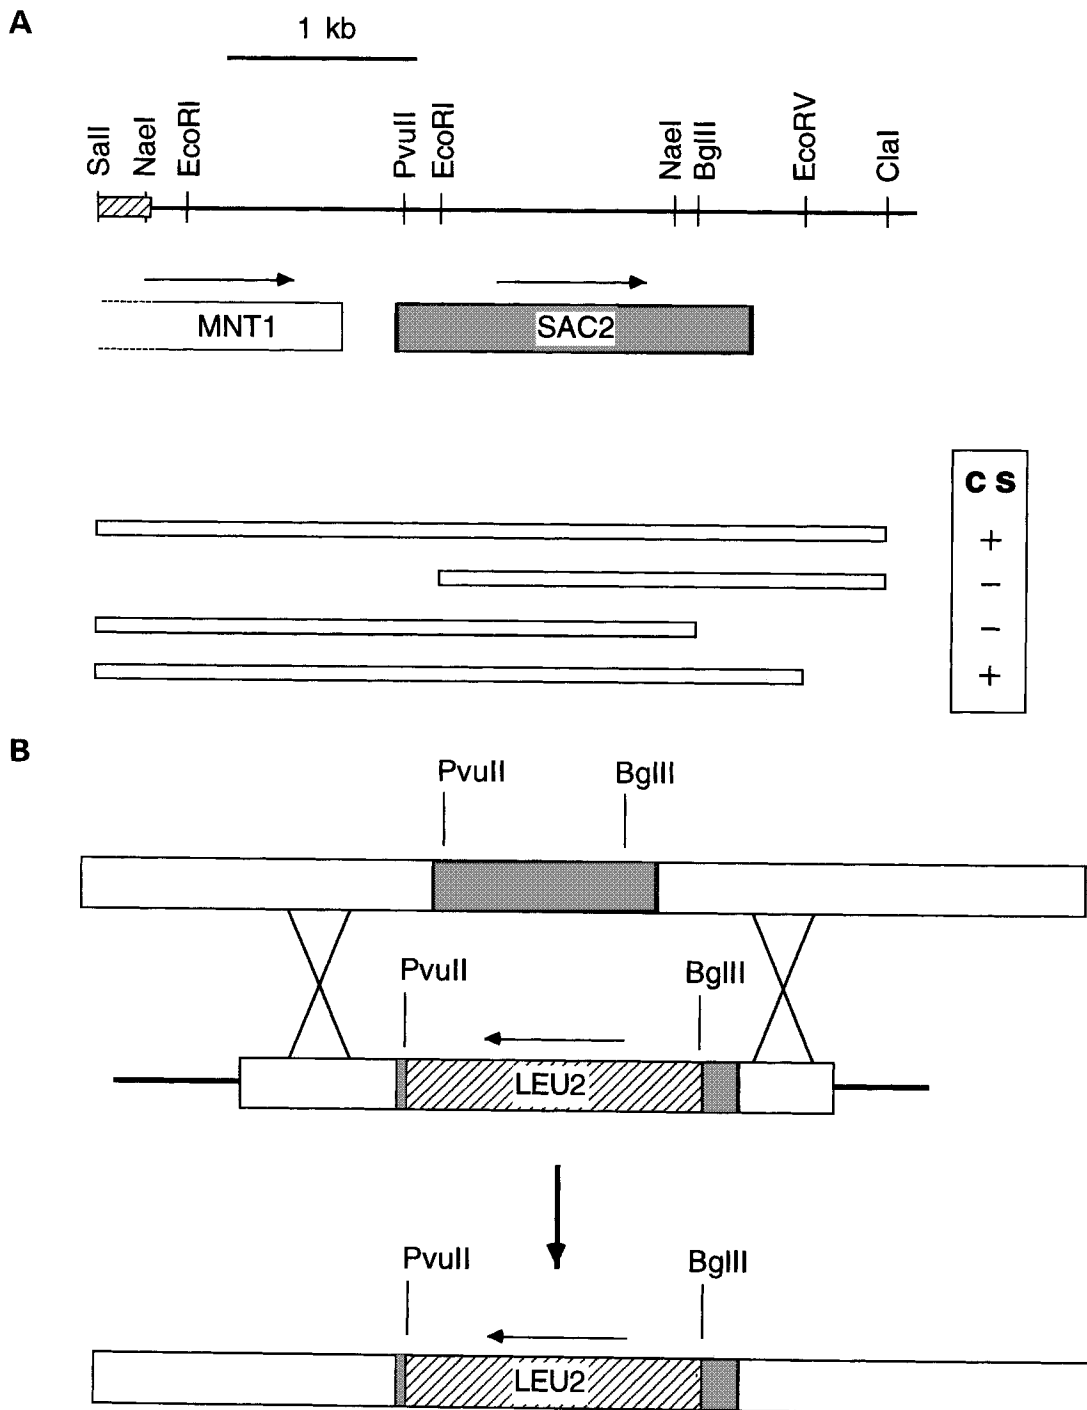 A
1 kb
SalI NaeI EcoRI PvuII EcoRI NaeI BglII EcoRV ClaI
MNT1 SAC2
cs
+
−
−
+
B
PvuII BglII
PvuII BglII
LEU2
PvuII BglII
LEU2